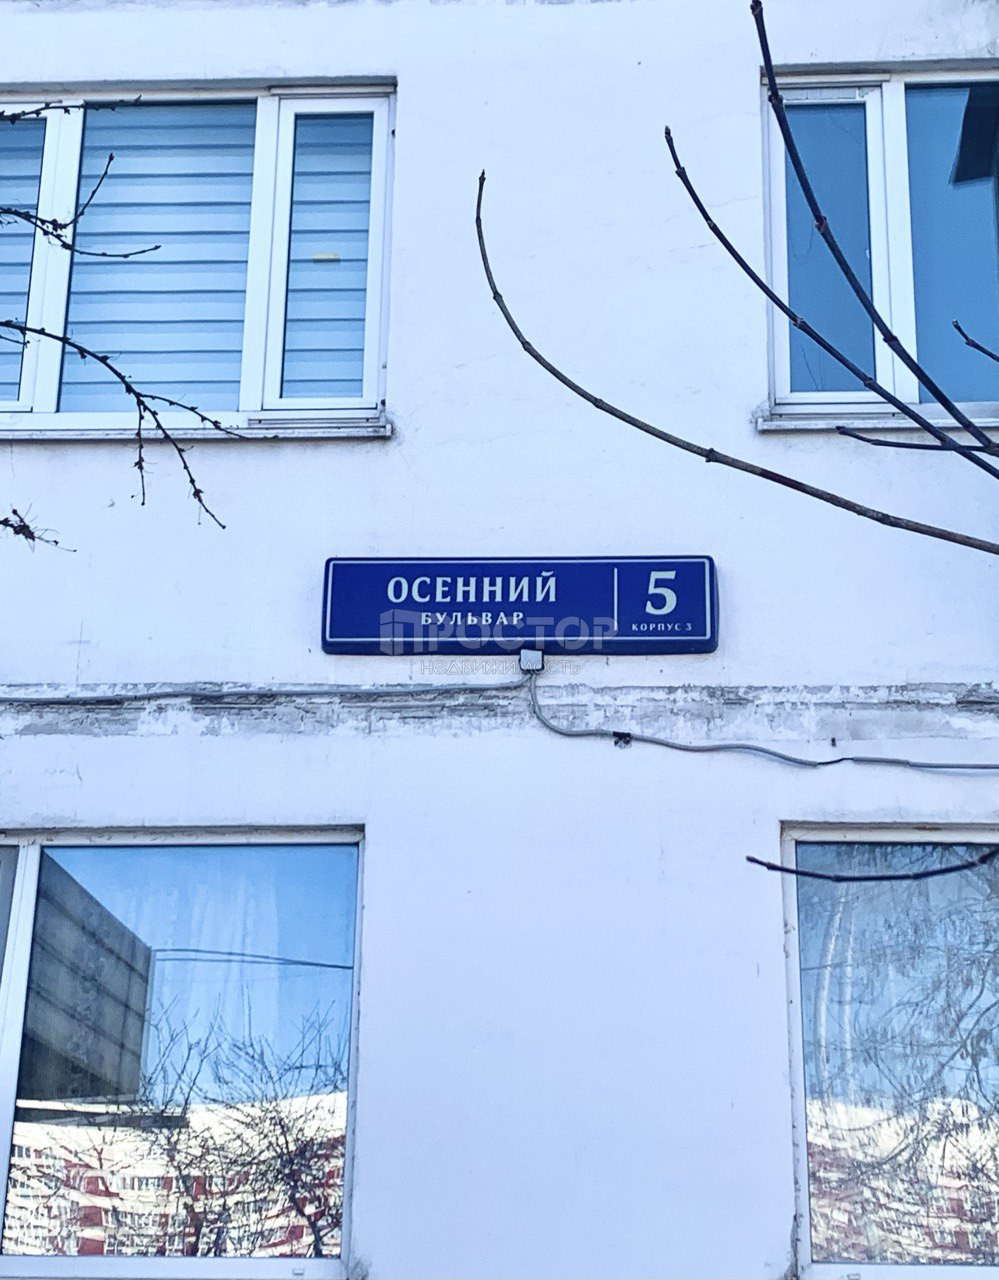 ОСЕННИЙ
БУЛЬВАР
5
КОРПУС 3
ПРОСТОР
НЕДВИЖИМОСТЬ